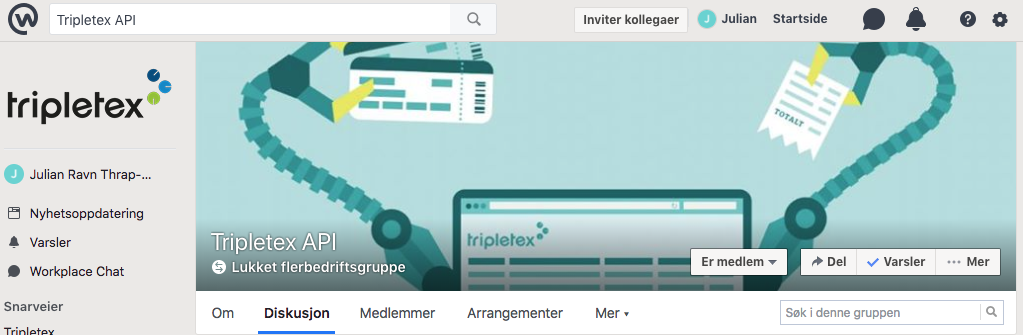 Tripletex API
Inviter kollegaer
J
Julian
Startside
tripletex
J
Julian Ravn Thrap-...
Nyhetsoppdatering
Varsler
Workplace Chat
Snarveier
Tripletex
TOTALT
tripletex
Tripletex API
Lukket flerbedriftsgruppe
Er medlem
Del
Varsler
Mer
Om
Diskusjon
Medlemmer
Arrangementer
Mer
Søk i denne gruppen